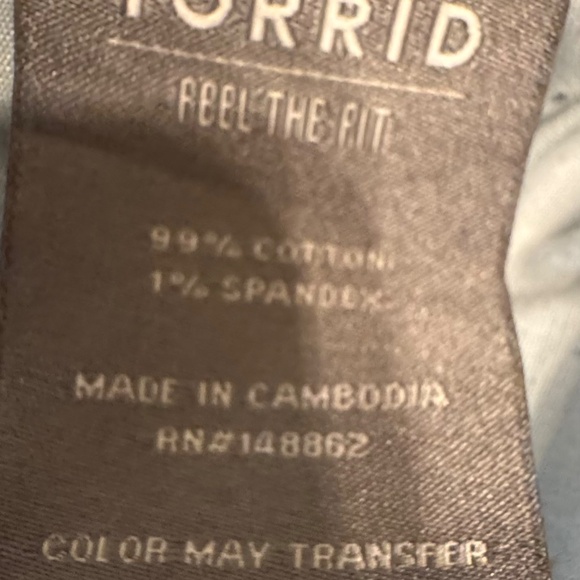 TORRID
FEEL THE FIT
99% COTTON
1% SPANDEX
MADE IN CAMBODIA
RN#148862
COLOR MAY TRANSFER